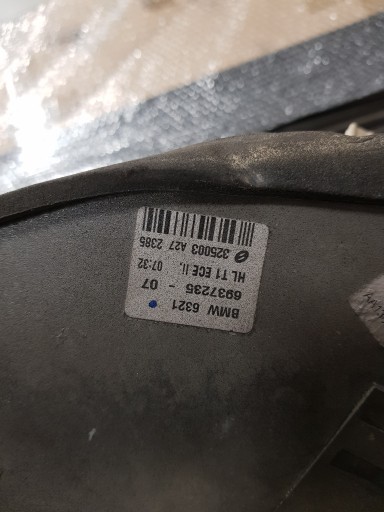 BMW 6321
6937235 - 07
HL T1 ECE II. 07:32
325003 A27 2385